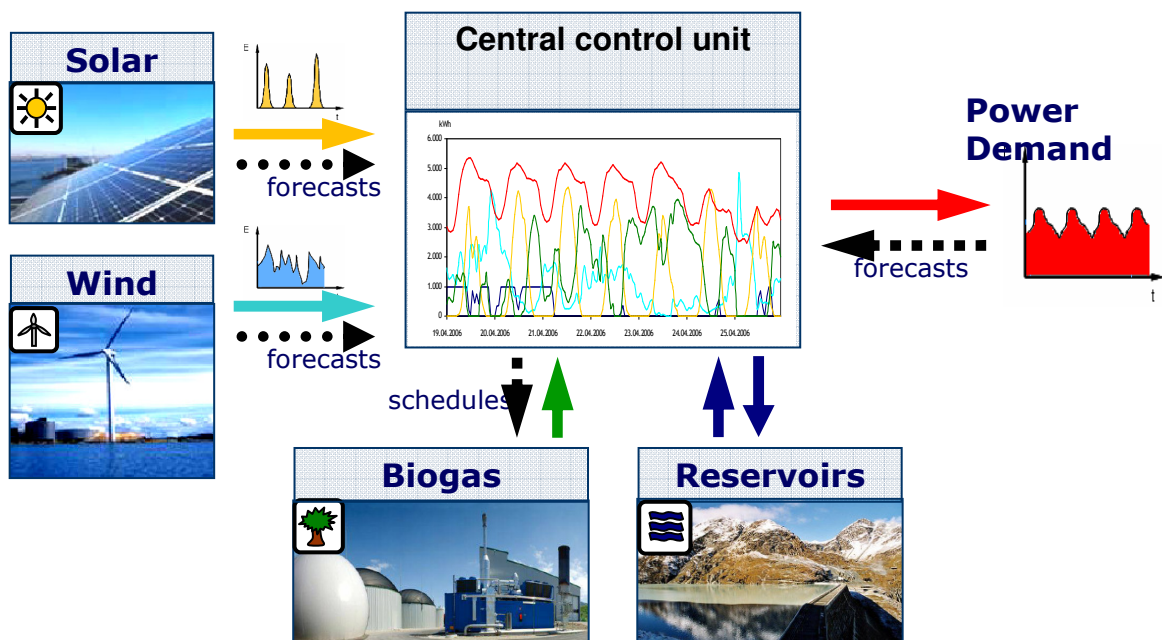 Central control unit
Solar
E
t
forecasts
Wind
E
forecasts
kWh
6.000
5.000
4.000
3.000
2.000
1.000
0
19.04.2006 20.04.2006 21.04.2006 22.04.2006 23.04.2006 24.04.2006 25.04.2006
Power
Demand
forecasts
t
schedules
Biogas
Reservoirs